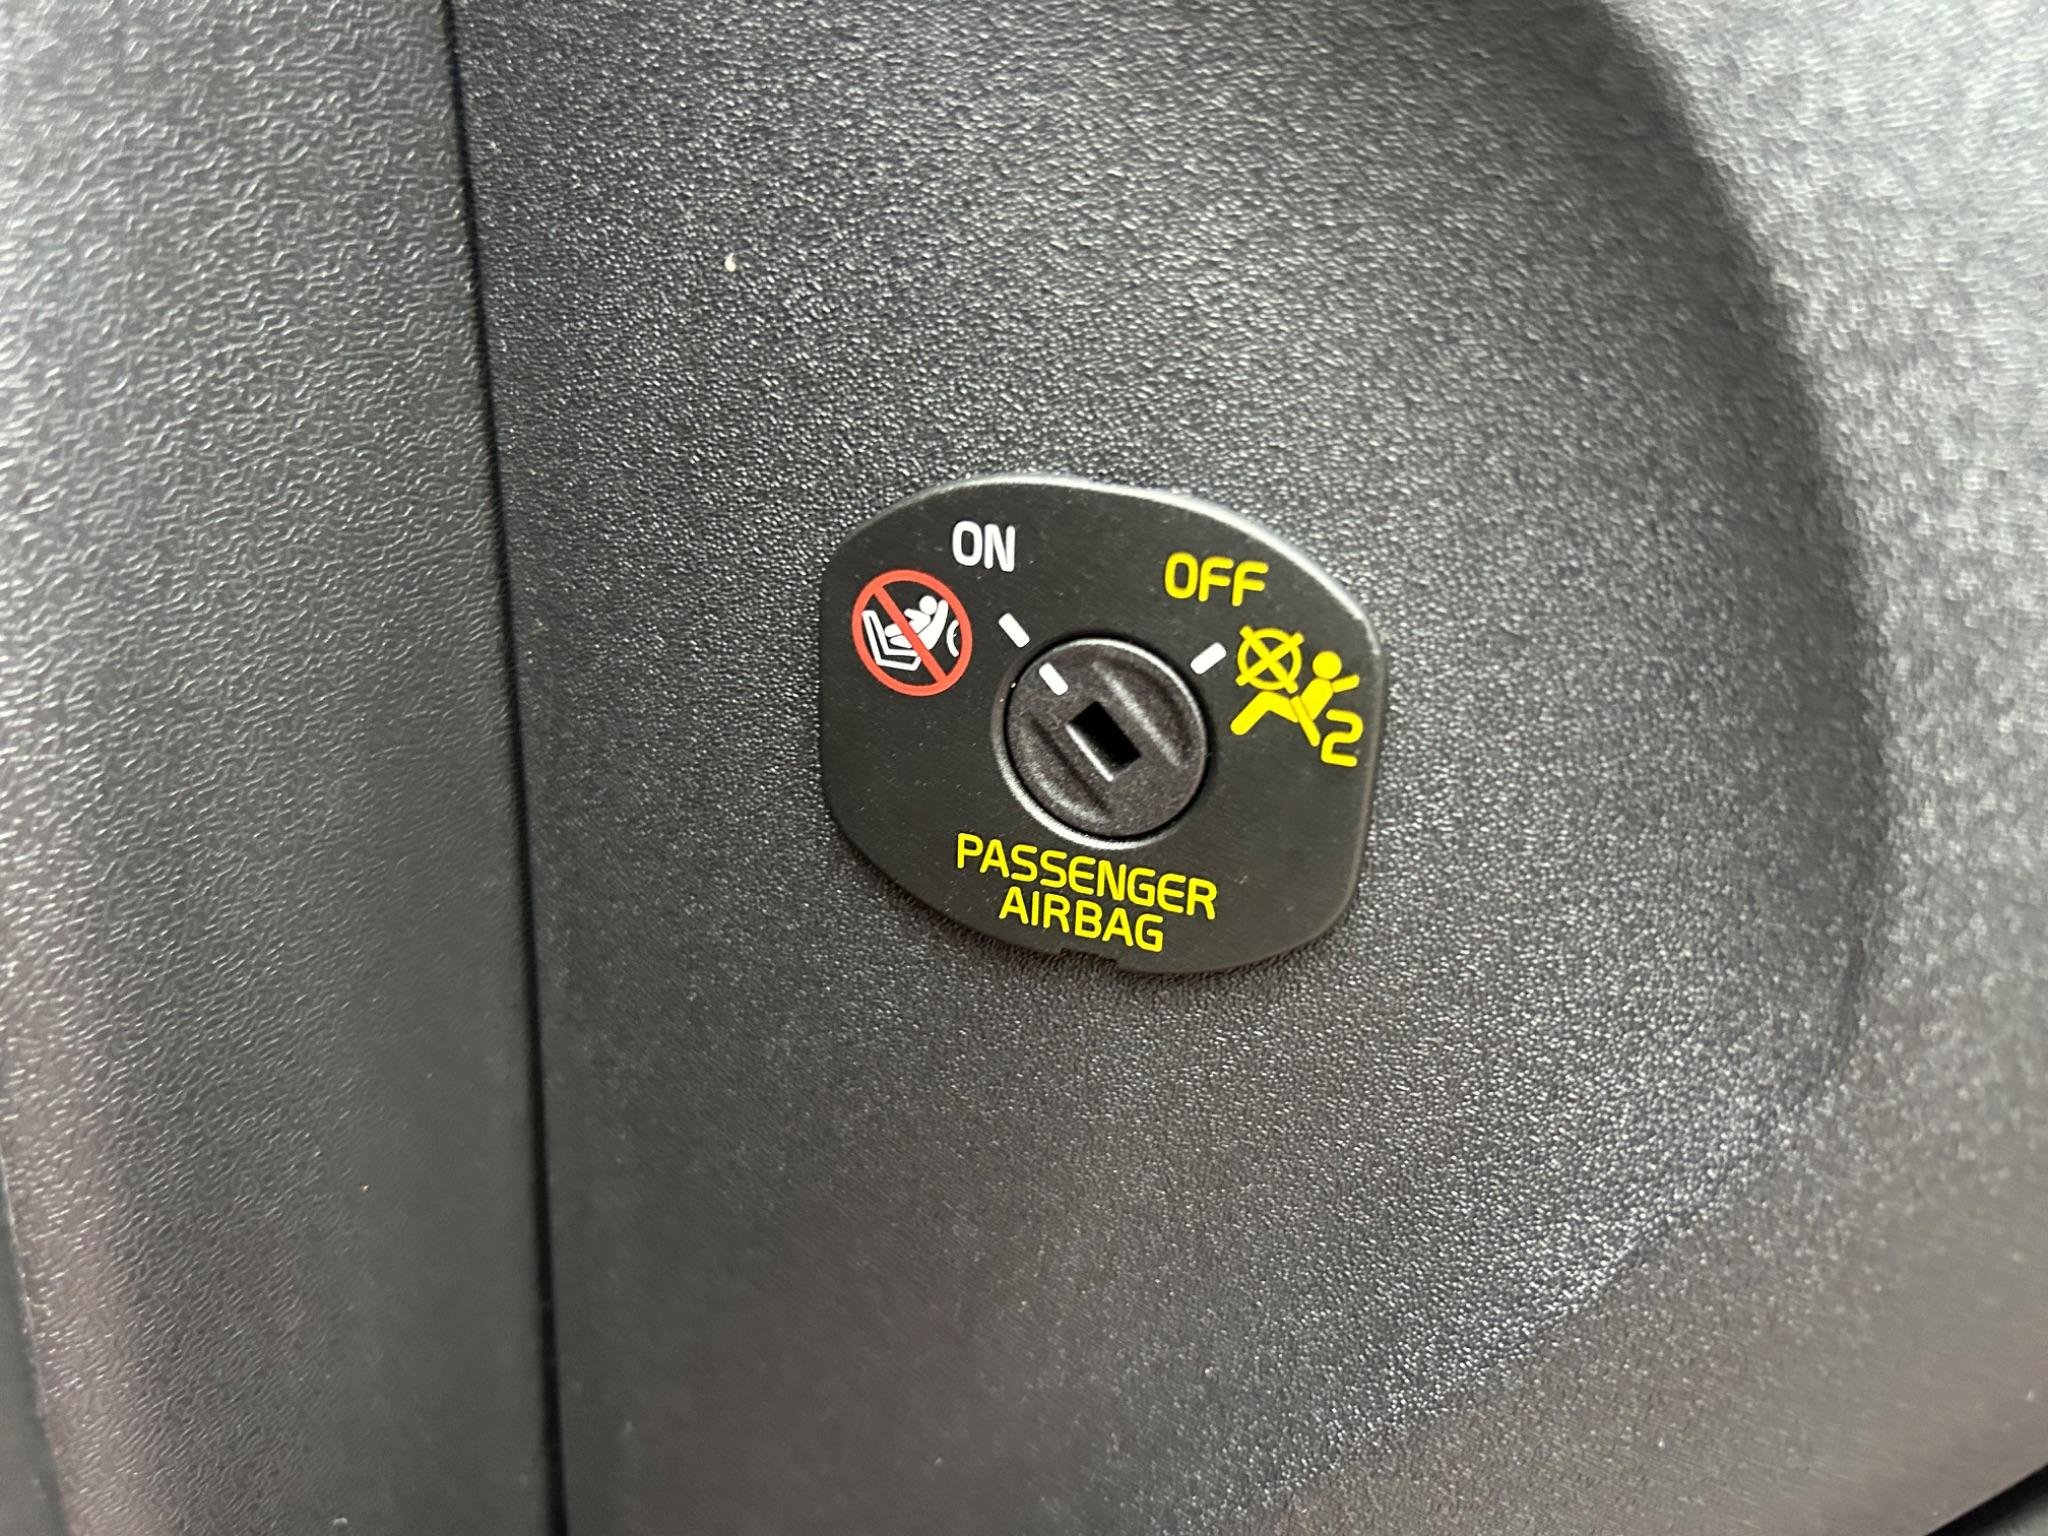 ON
OFF
2
PASSENGER
AIRBAG